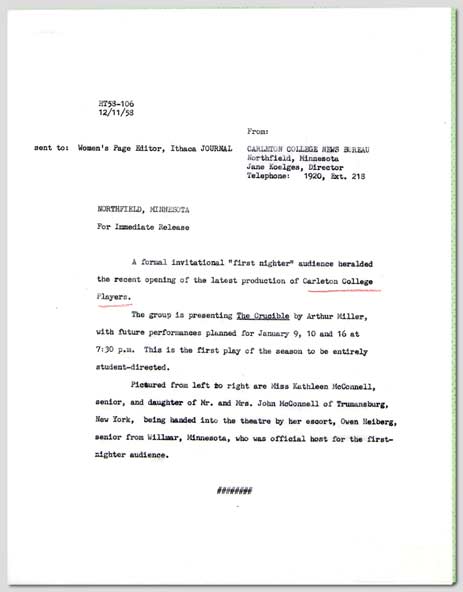 HT58-106
12/11/58
From:
sent to: Women's Page Editor, Ithaca JOURNAL
CARLETON COLLEGE NEWS BUREAU
Northfield, Minnesota
Jane Koelges, Director
Telephone: 1920, Ext. 218
NORTHFIELD, MINNESOTA
For Immediate Release
A formal invitational "first nighter" audience heralded
the recent opening of the latest production of Carleton College
Players.
The group is presenting The Crucible by Arthur Miller,
with future performances planned for January 9, 10 and 16 at
7:30 p.m. This is the first play of the season to be entirely
student-directed.
Pictured from left to right are Miss Kathleen McConnell,
senior, and daughter of Mr. and Mrs. John McConnell of Trumansburg,
New York, being handed into the theatre by her escort, Owen Heiberg,
senior from Willmar, Minnesota, who was official host for the first-
nighter audience.
########